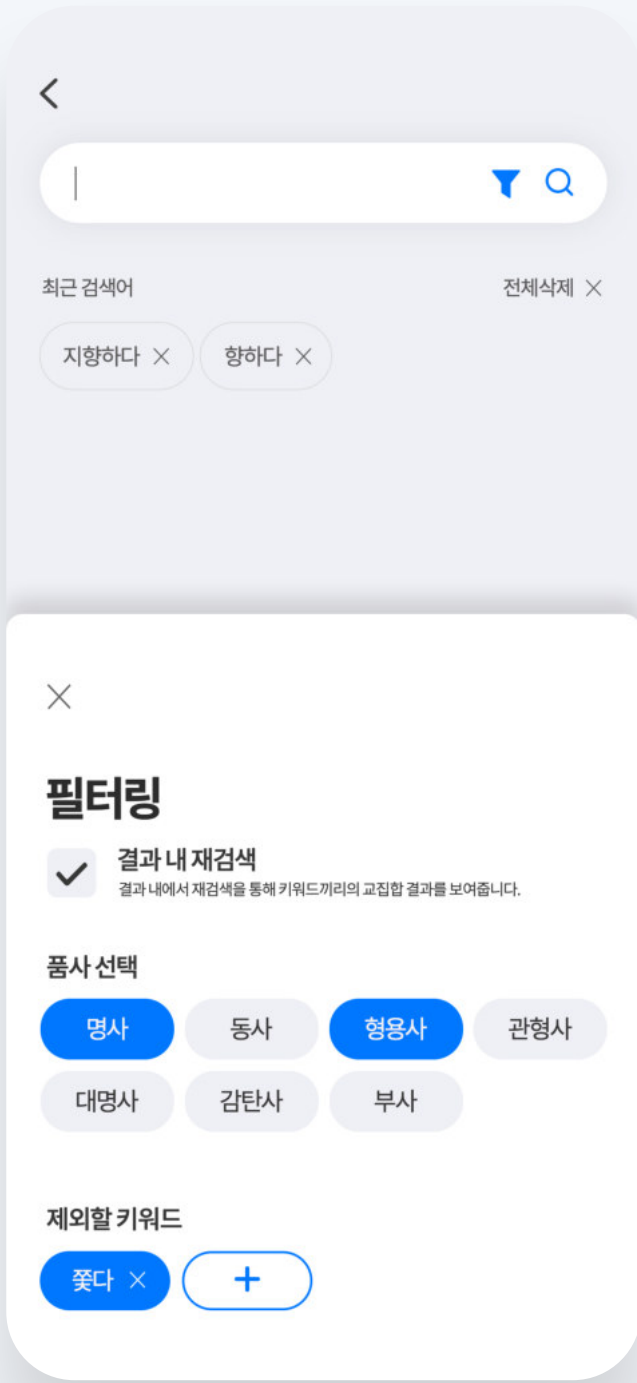 최근 검색어 전체삭제
지향하다 향하다
필터링
결과 내 재검색
결과 내에서 재검색을 통해 키워드끼리의 교집합 결과를 보여줍니다.
품사 선택
명사 동사 형용사 관형사
대명사 감탄사 부사
제외할 키워드
쫓다